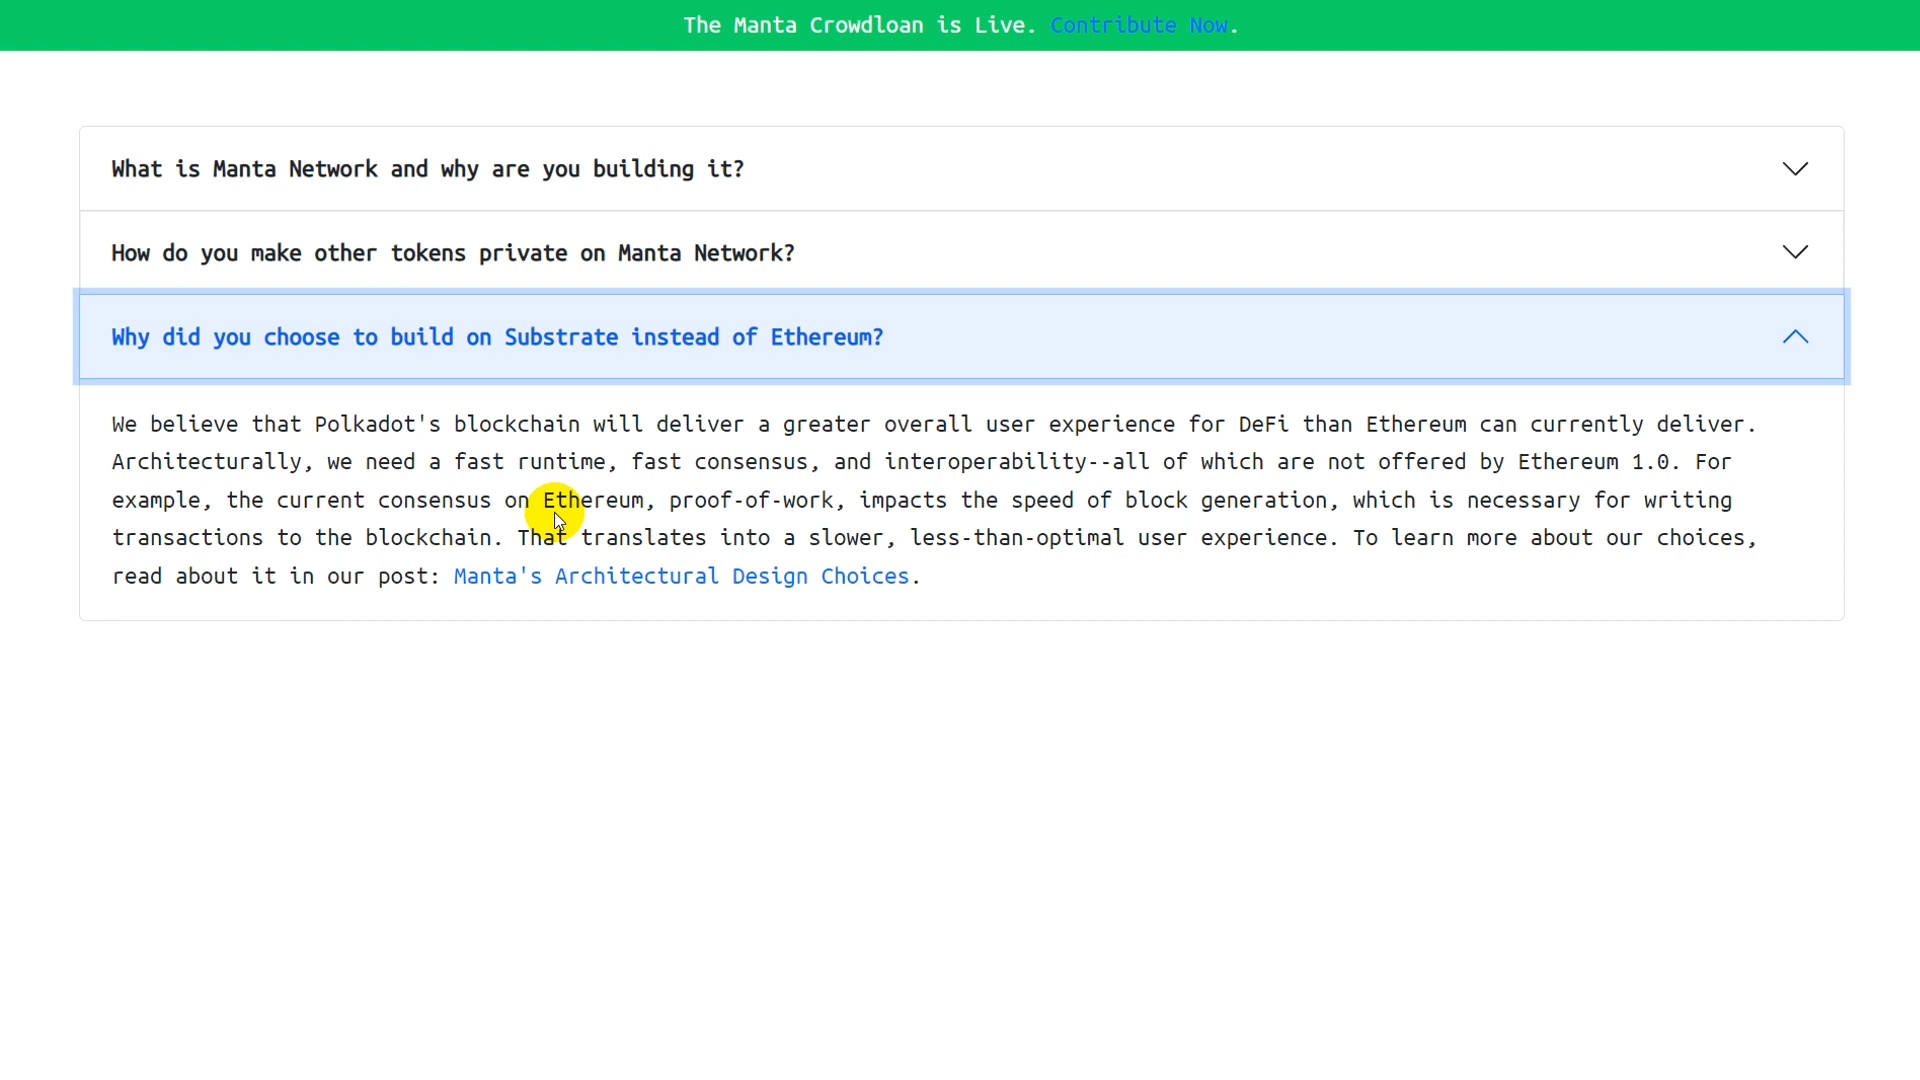 The Manta Crowdloan is Live. Contribute Now.
What is Manta Network and why are you building it?
How do you make other tokens private on Manta Network?
Why did you choose to build on Substrate instead of Ethereum?
We believe that Polkadot's blockchain will deliver a greater overall user experience for DeFi than Ethereum can currently deliver.
Architecturally, we need a fast runtime, fast consensus, and interoperability--all of which are not offered by Ethereum 1.0. For
example, the current consensus on Ethereum, proof-of-work, impacts the speed of block generation, which is necessary for writing
transactions to the blockchain. That translates into a slower, less-than-optimal user experience. To learn more about our choices,
read about it in our post: Manta's Architectural Design Choices.